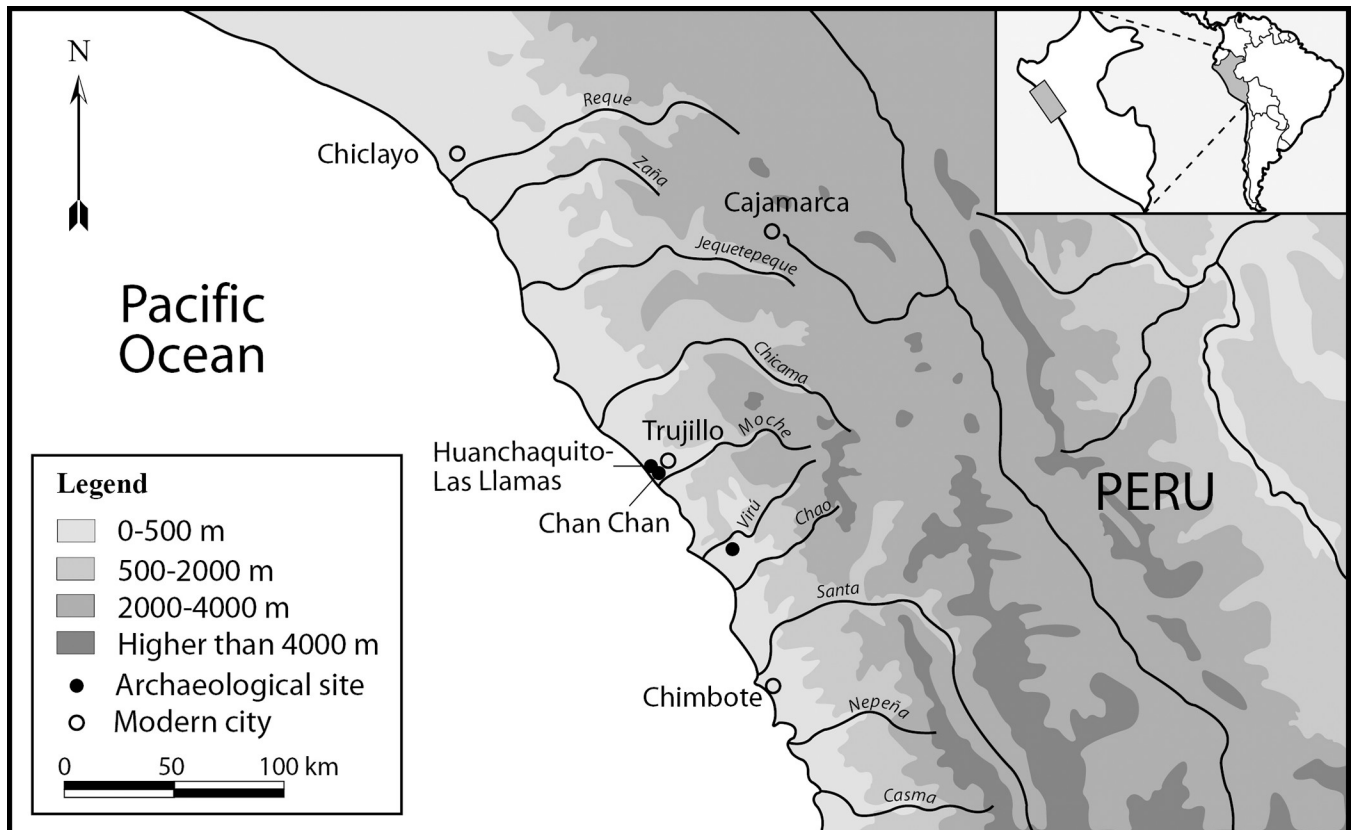 N
Reque
Chiclayo
Zaña
Cajamarca
Jequetepeque
Pacific
Ocean
Chicama
Trujillo
Moche
Huanchaquito-
Las Llamas
Chan Chan
Virú
Chao
PERU
Santa
Chimbote
Nepeña
Casma
Legend
0-500 m
500-2000 m
2000-4000 m
Higher than 4000 m
Archaeological site
Modern city
0 50 100 km